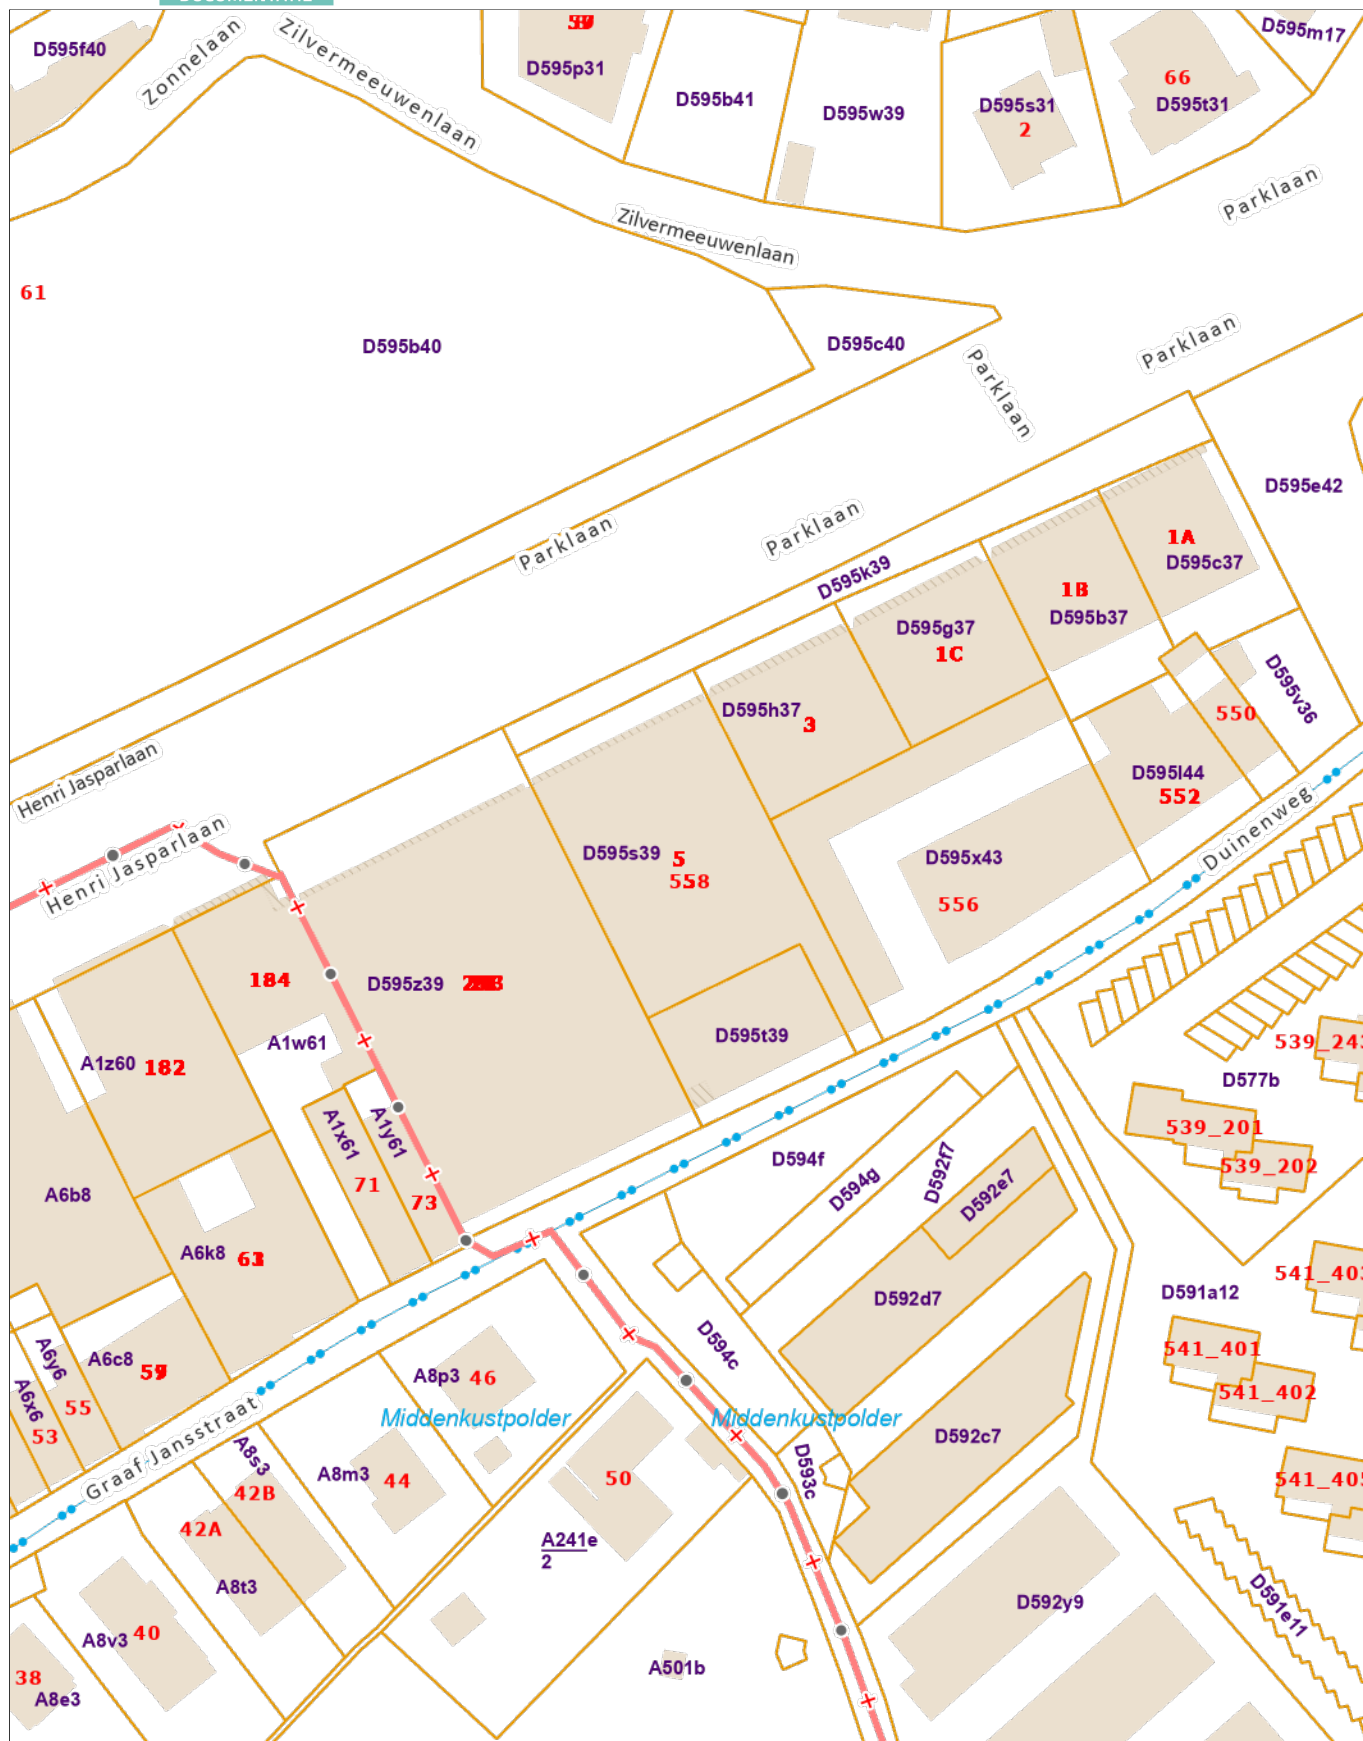 D595f40
Zonnelaan
Zilvermeeuwenlaan
D595p31
D595b41
D595w39
D595s31
2
66
D595t31
D595m17
Parklaan
Zilvermeeuwenlaan
61
D595b40
D595c40
Parklaan
Parklaan
Parklaan
Parklaan
D595e42
1A
D595c37
D595k39
1B
D595b37
D595g37
1C
D595v36
D595h37
3
550
D595l44
552
Henri Jasparlaan
Henri Jasparlaan
Duinenweg
D595s39
5
558
D595x43
556
184
D595z39
D595t39
A1w61
A1z60
182
539_243
D577b
A1x61
A1y61
71
73
539_201
539_202
D594f
D594g
D592f7
D592e7
A6b8
A6k8
63
541_403
D591a12
D592d7
D594c
541_401
541_402
A6y6
A6c8
A6x6
55
53
A8p3
46
Middenkustpolder
Middenkustpolder
D592c7
D593c
541_405
Graaf Jansstraat
A8s3
42B
A8m3
44
50
42A
A241e
2
A8t3
D592y9
D591e11
A8v3
40
A501b
38
A8e3